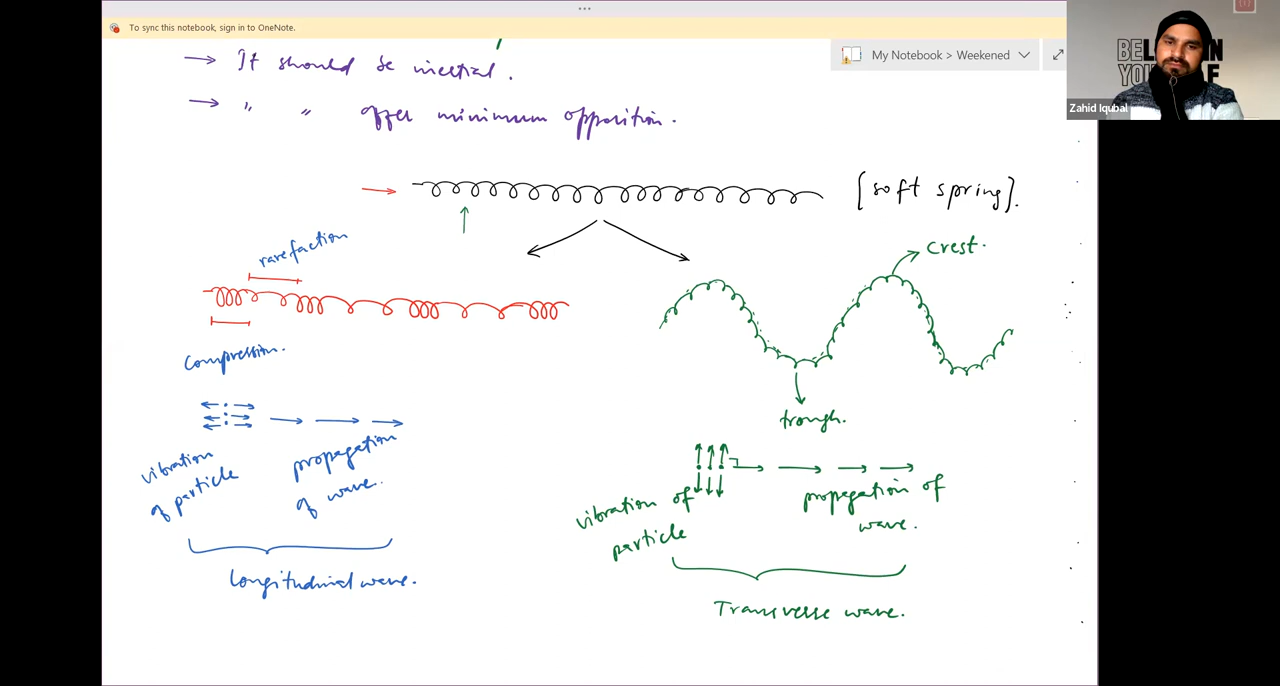 To sync this notebook, sign in to OneNote.
My Notebook > Weekened
Zahid Iqubal
→ It should be inertial.
→ " " offer minimum opposition.
[soft spring].
rarefaction
crest.
compression.
trough.
vibration
of particle
propagation
of wave.
vibration of
particle
propagation of
wave.
Longitudinal wave.
Transverse wave.